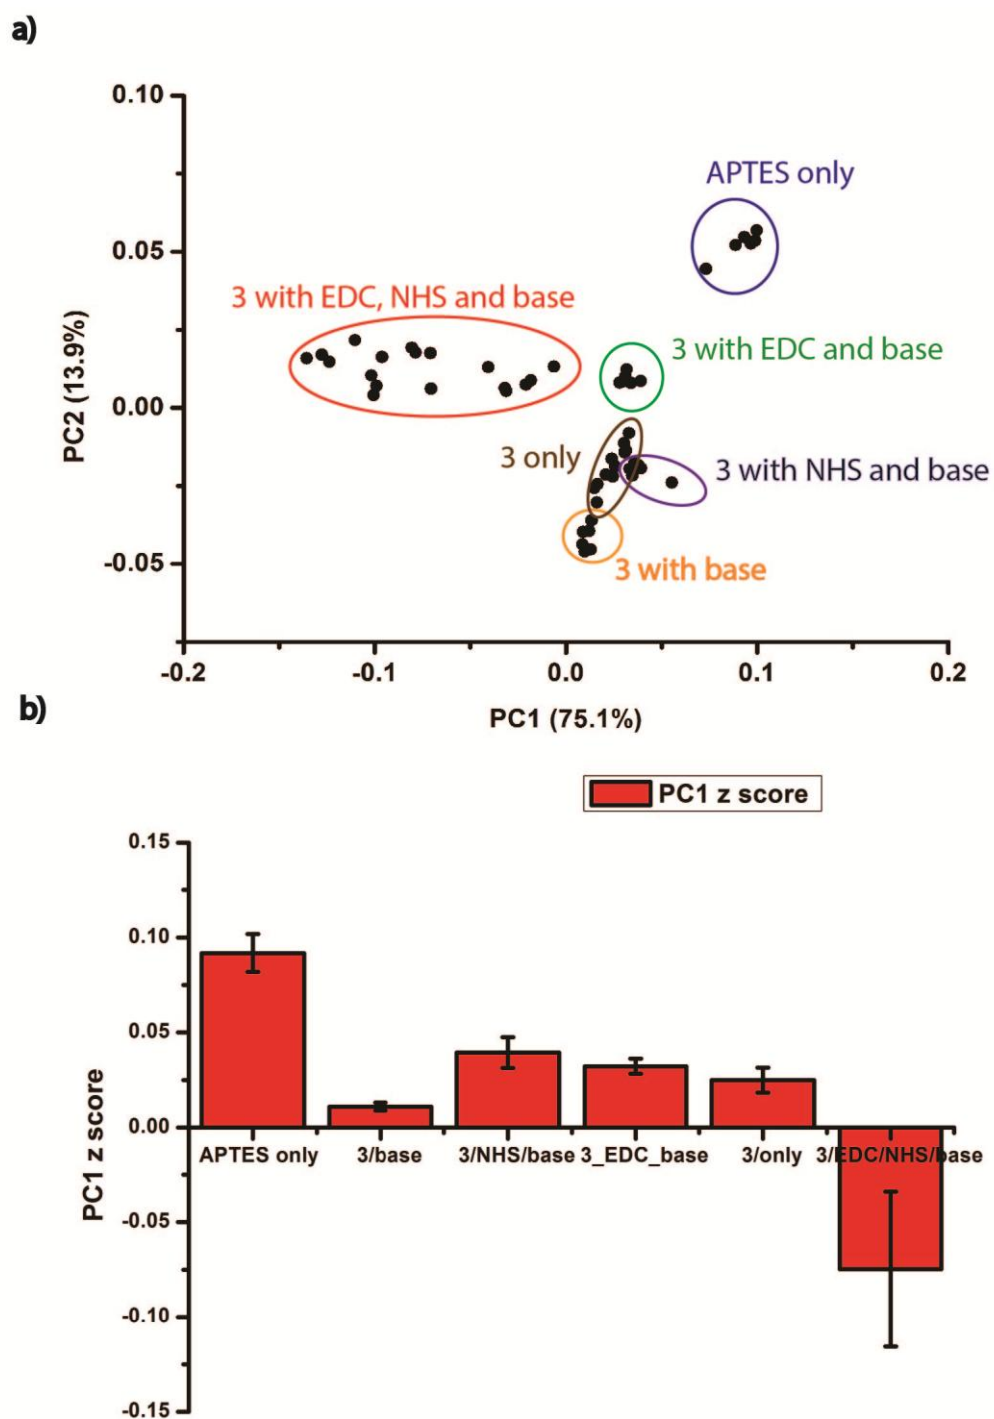 a)
0.10
APTES only
0.05
3 with EDC, NHS and base
3 with EDC and base
PC2 (13.9%)
0.00
3 only
3 with NHS and base
-0.05
3 with base
-0.2 -0.1 0.0 0.1 0.2
PC1 (75.1%)
b)
PC1 z score
0.15
0.10
0.05
PC1 z score
0.00
APTES only 3/base 3/NHS/base 3_EDC_base 3/only 3/EDC/NHS/base
-0.05
-0.10
-0.15